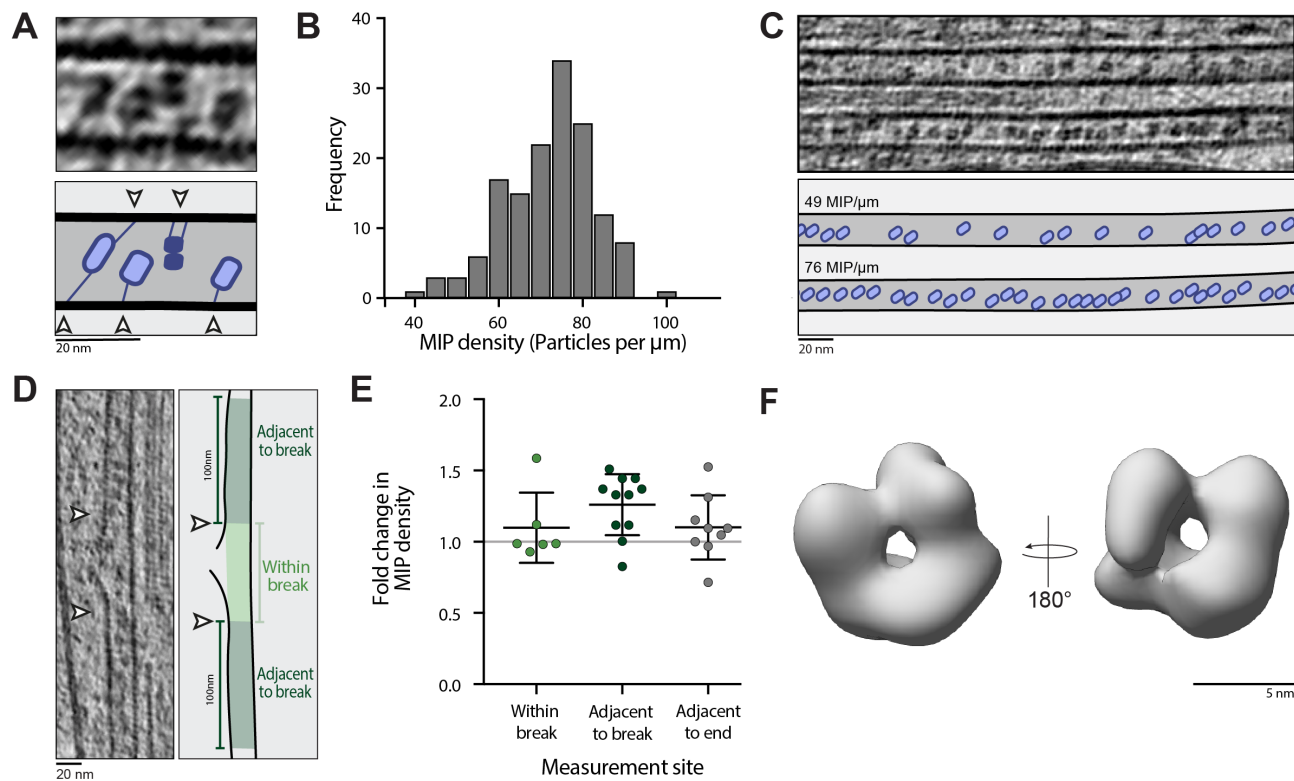 A
20 nm
B
40
30
20
10
0
Frequency
40
60
80
100
MIP density (Particles per µm)
C
49 MIP/µm
76 MIP/µm
20 nm
D
100nm
Adjacent
to break
Within
break
100nm
Adjacent
to break
20 nm
E
2.0
1.5
1.0
0.5
0.0
Fold change in
MIP density
Within
break
Adjacent
to break
Adjacent
to end
Measurement site
F
180°
5 nm